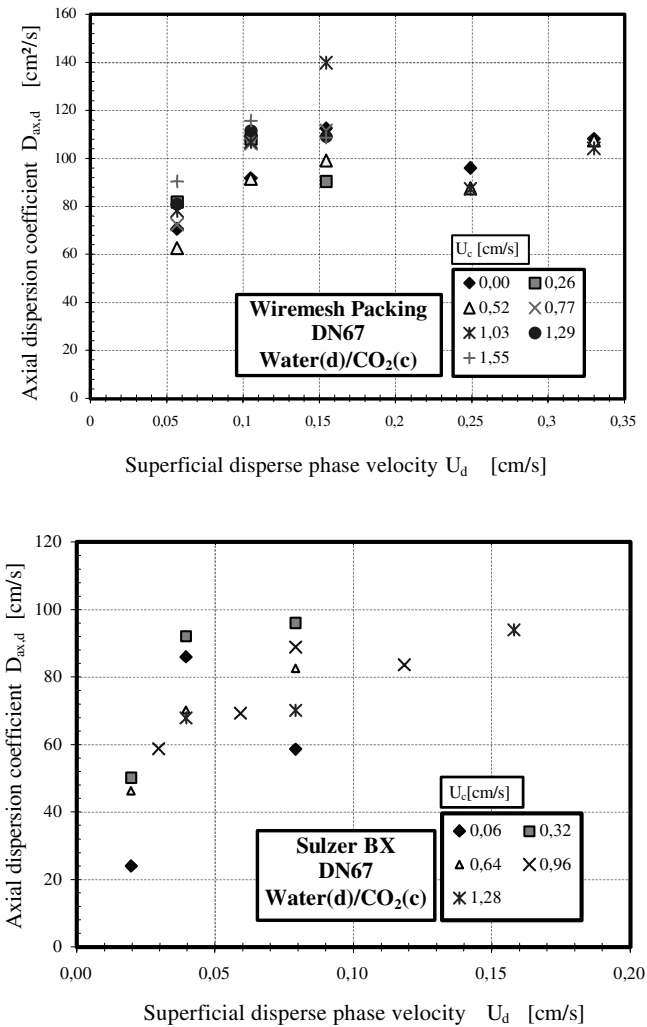 160
140
120
100
80
60
40
20
0
Axial dispersion coefficient D_ax,d [cm²/s]
U_c [cm/s]
0,00 0,26
0,52 0,77
1,03 1,29
1,55
Wiremesh Packing
DN67
Water(d)/CO₂(c)
0 0,05 0,1 0,15 0,2 0,25 0,3 0,35
Superficial disperse phase velocity U_d [cm/s]
120
100
80
60
40
20
0
Axial dispersion coefficient D_ax,d [cm/s]
U_c[cm/s]
0,06 0,32
0,64 0,96
1,28
Sulzer BX
DN67
Water(d)/CO₂(c)
0,00 0,05 0,10 0,15 0,20
Superficial disperse phase velocity U_d [cm/s]